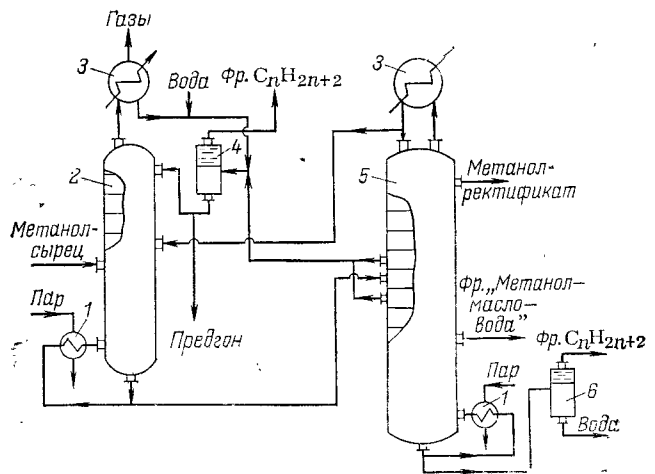 Газы
3
Вода
Фр. CnH2n+2
3
4
2
5
Метанол-
ректификат
Метанол-
сырец
Пар
1
Предгон
Фр. „Метанол-
масло-
вода"
Фр. CnH2n+2
Пар
1
6
Вода